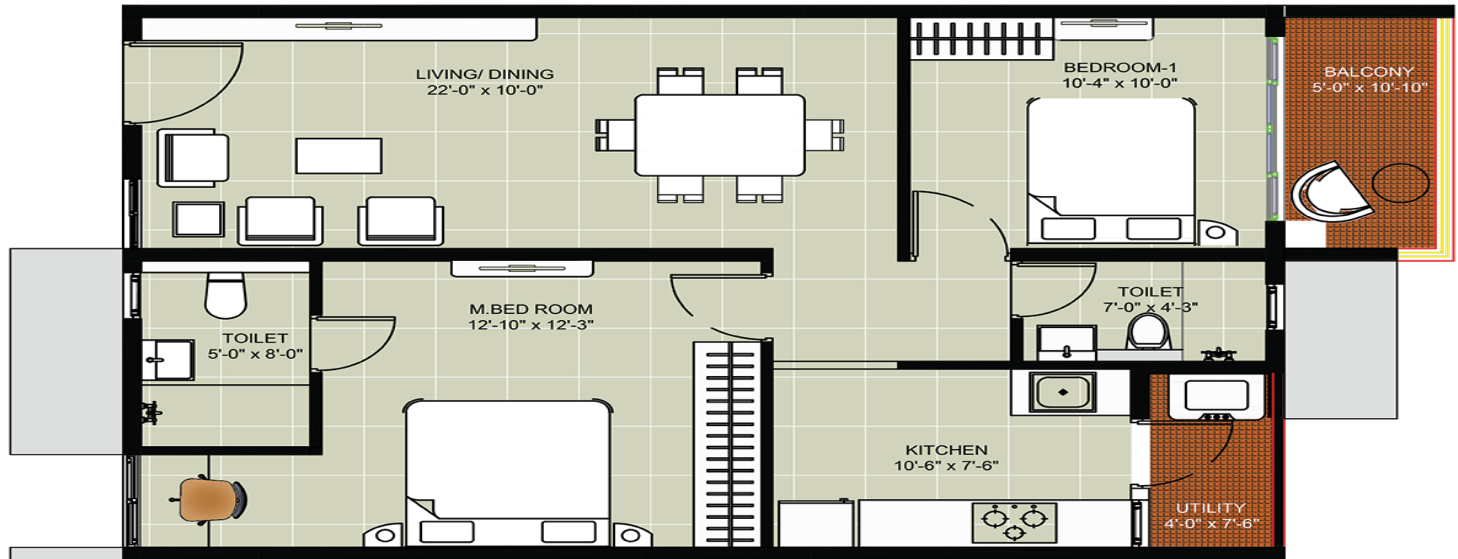 LIVING/ DINING
22'-0" x 10'-0"
BEDROOM-1
10'-4" x 10'-0"
BALCONY
5'-0" x 10'-10"
M.BED ROOM
12'-10" x 12'-3"
TOILET
5'-0" x 8'-0"
TOILET
7'-0" x 4'-3"
KITCHEN
10'-6" x 7'-6"
UTILITY
4'-0" x 7'-6"